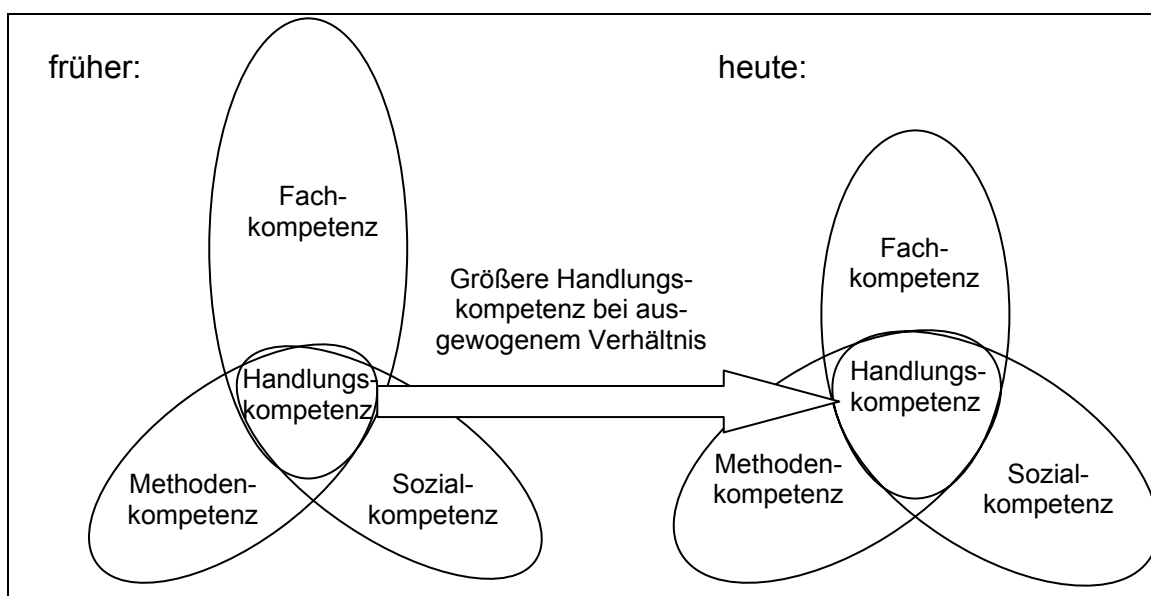 früher:
heute:
Fach-
kompetenz
Handlungs-
kompetenz
Methoden-
kompetenz
Sozial-
kompetenz
Größere Handlungs-
kompetenz bei aus-
gewogenem Verhältnis
Fach-
kompetenz
Handlungs-
kompetenz
Methoden-
kompetenz
Sozial-
kompetenz